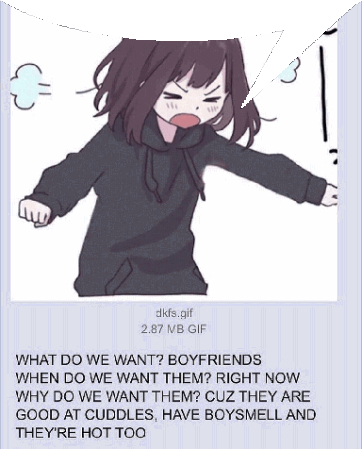 dkfs.gif
2.87 MB GIF
WHAT DO WE WANT? BOYFRIENDS
WHEN DO WE WANT THEM? RIGHT NOW
WHY DO WE WANT THEM? CUZ THEY ARE
GOOD AT CUDDLES, HAVE BOYSMELL AND
THEY'RE HOT TOO